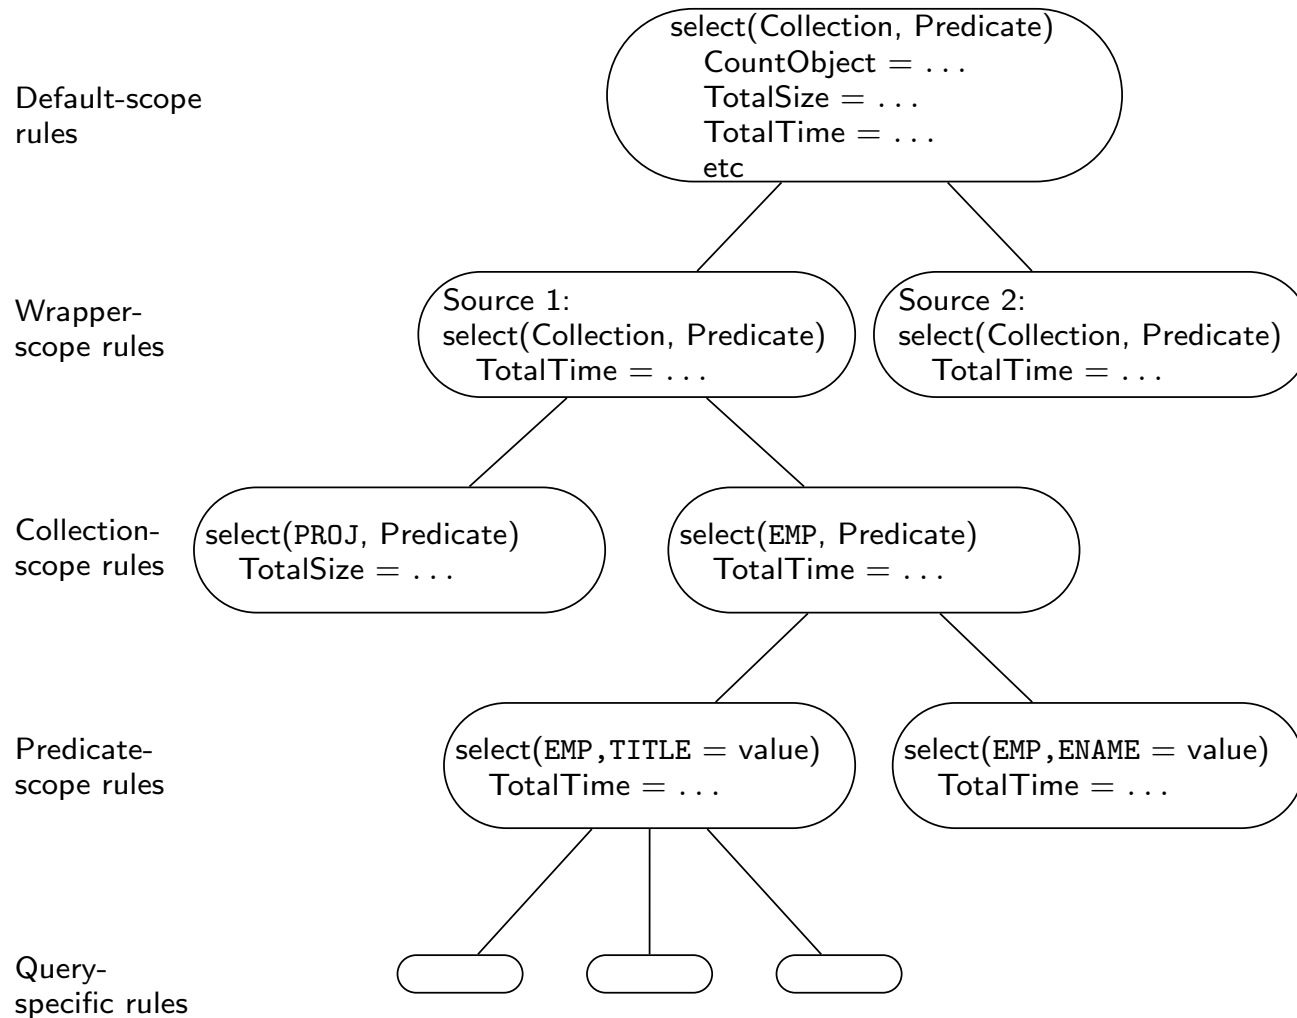 select(Collection, Predicate)
CountObject = ...
TotalSize = ...
TotalTime = ...
etc
Default-scope
rules
Source 1:
select(Collection, Predicate)
TotalTime = ...
Source 2:
select(Collection, Predicate)
TotalTime = ...
Wrapper-
scope rules
select(PROJ, Predicate)
TotalSize = ...
select(EMP, Predicate)
TotalTime = ...
Collection-
scope rules
select(EMP,TITLE = value)
TotalTime = ...
select(EMP,ENAME = value)
TotalTime = ...
Predicate-
scope rules
Query-
specific rules